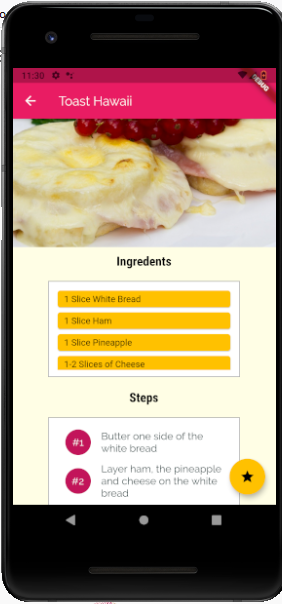 11:30
DEBUG
Toast Hawaii
Ingredents
1 Slice White Bread
1 Slice Ham
1 Slice Pineapple
1-2 Slices of Cheese
Steps
#1 Butter one side of the
white bread
#2 Layer ham, the pineapple
and cheese on the white
bread